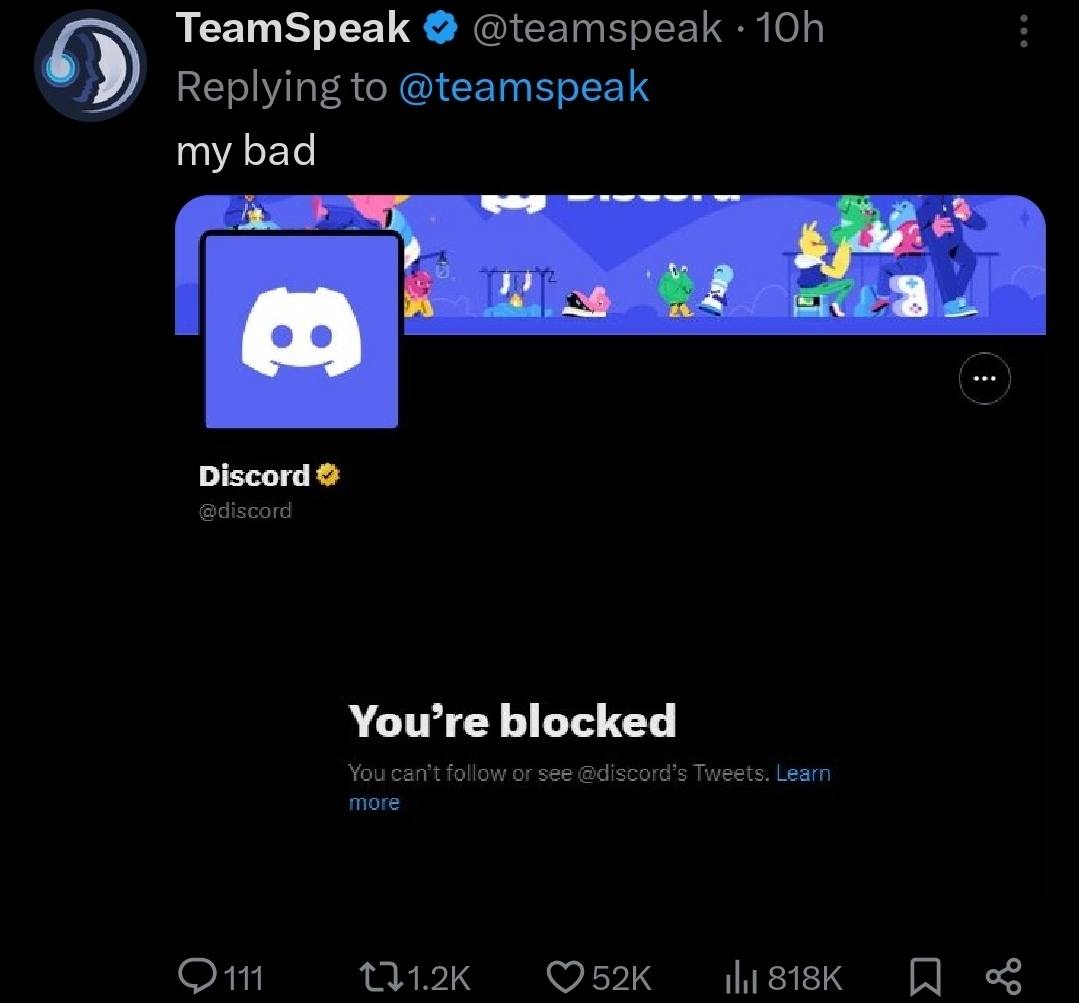 TeamSpeak @teamspeak · 10h
Replying to @teamspeak
my bad
Discord
Discord
@discord
You're blocked
You can't follow or see @discord's Tweets. Learn
more
111 1.2K 52K 818K